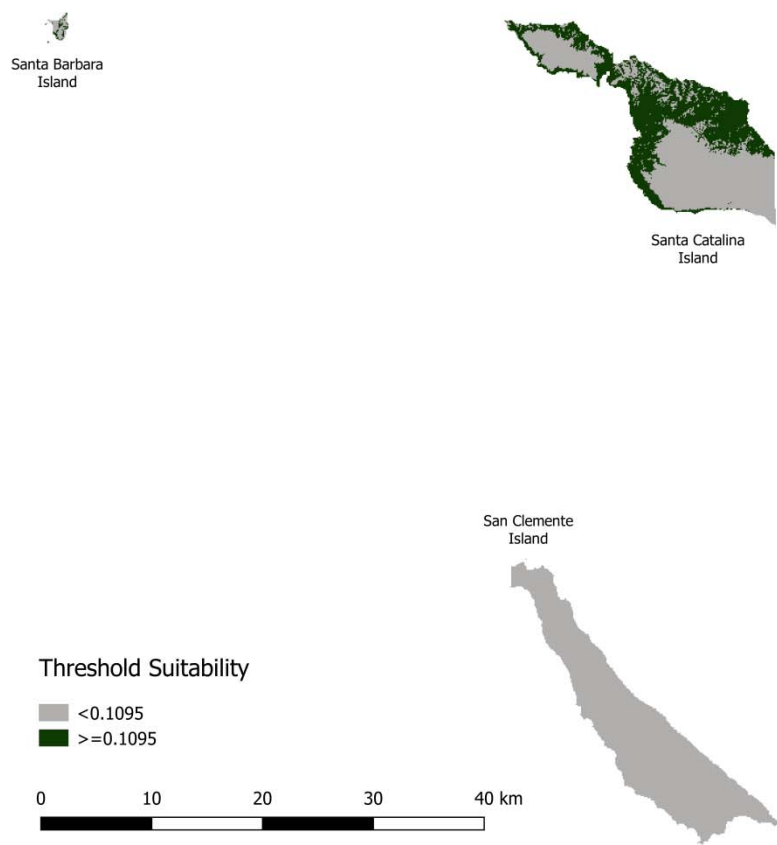 Santa Barbara
Island
Santa Catalina
Island
San Clemente
Island
Threshold Suitability
<0.1095
>=0.1095
0 10 20 30 40 km